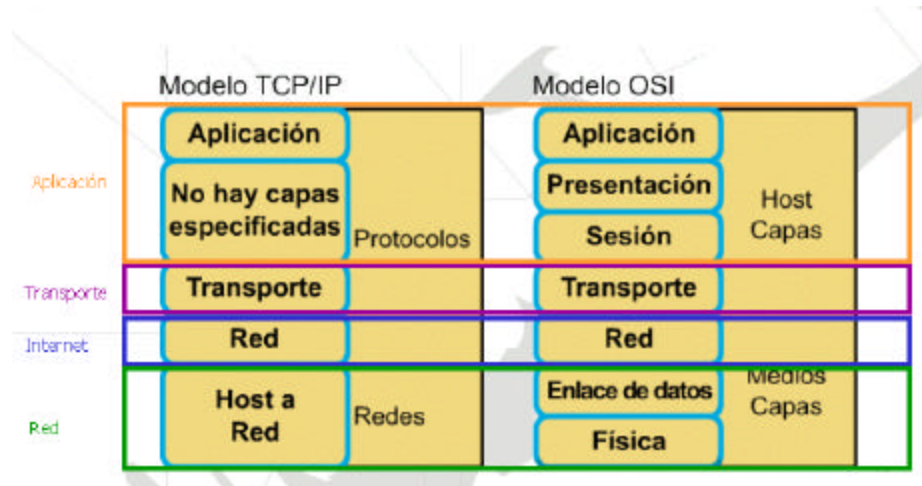 Modelo TCP/IP
Modelo OSI
Aplicación
Aplicación
No hay capas
especificadas
Protocolos
Aplicación
Presentación
Sesión
Host
Capas
Transporte
Transporte
Transporte
Internet
Red
Red
Red
Host a
Red
Redes
Enlace de datos
Física
Medios
Capas